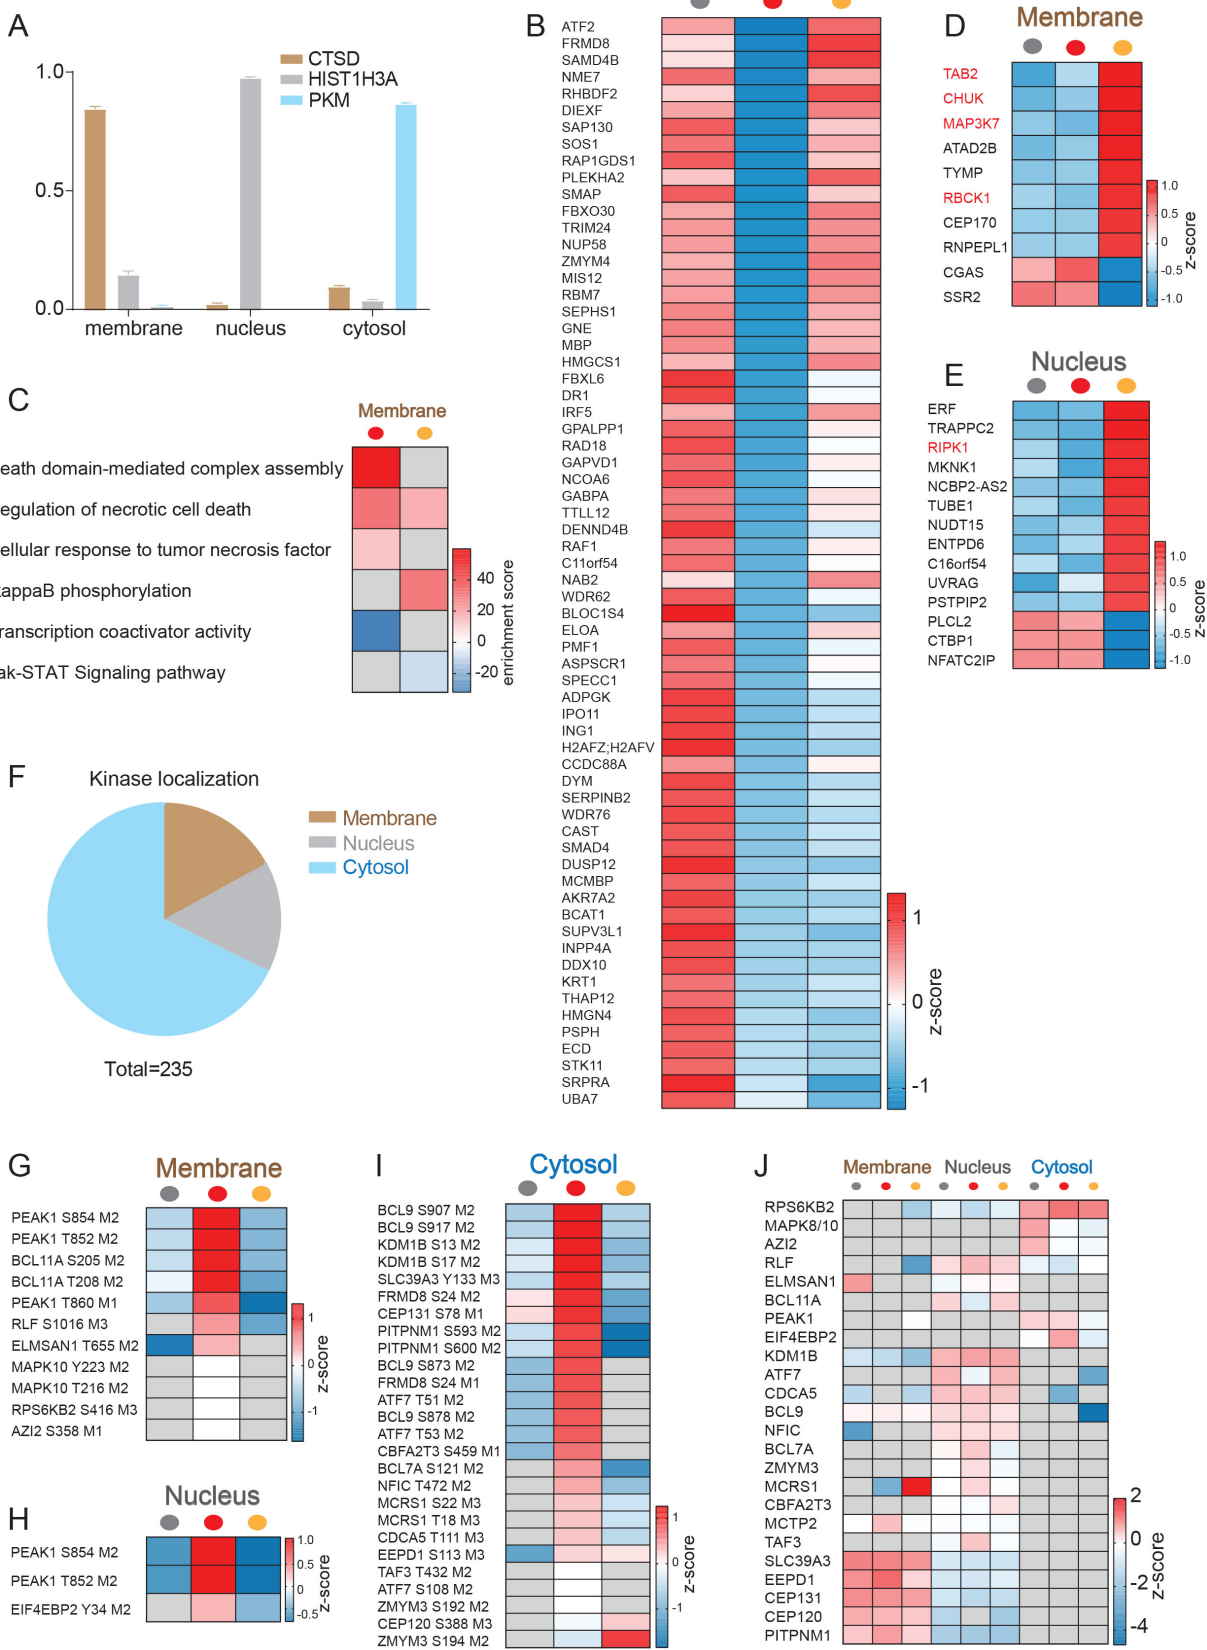 A
CTSD
HIST1H3A
PKM
1.0
0.5
0.0
membrane
nucleus
cytosol
B
ATF2
FRMD8
SAMD4B
NME7
RHBDF2
DIEXF
SAP130
SOS1
RAP1GDS1
PLEKHA2
SMAP
FBXO30
TRIM24
NUP58
ZMYM4
MIS12
RBM7
SEPHS1
GNE
MBP
HMGCS1
FBXL6
DR1
IRF5
GPALPP1
RAD18
GAPVD1
NCOA6
GABPA
TTLL12
DENND4B
RAF1
C11orf54
NAB2
WDR62
BLOC1S4
ELOA
PMF1
ASPSCR1
SPECC1
ADPGK
IPO11
ING1
H2AFZ;H2AFV
CCDC88A
DYM
SERPINB2
WDR76
CAST
SMAD4
DUSP12
MCMBP
AKR7A2
BCAT1
SUPV3L1
INPP4A
DDX10
KRT1
THAP12
HMGN4
PSPH
ECD
STK11
SRPRA
UBA7
1
0
-1
z-score
C
Membrane
eath domain-mediated complex assembly
egulation of necrotic cell death
ellular response to tumor necrosis factor
kappaB phosphorylation
ranscription coactivator activity
ak-STAT Signaling pathway
40
20
0
-20
enrichment score
D
Membrane
TAB2
CHUK
MAP3K7
ATAD2B
TYMP
RBCK1
CEP170
RNPEPL1
CGAS
SSR2
1.0
0.5
0
-0.5
-1.0
z-score
E
Nucleus
ERF
TRAPPC2
RIPK1
MKNK1
NCBP2-AS2
TUBE1
NUDT15
ENTPD6
C16orf54
UVRAG
PSTPIP2
PLCL2
CTBP1
NFATC2IP
1.0
0.5
0
-0.5
-1.0
z-score
F
Kinase localization
Membrane
Nucleus
Cytosol
Total=235
G
Membrane
PEAK1 S854 M2
PEAK1 T852 M2
BCL11A S205 M2
BCL11A T208 M2
PEAK1 T860 M1
RLF S1016 M3
ELMSAN1 T655 M2
MAPK10 Y223 M2
MAPK10 T216 M2
RPS6KB2 S416 M3
AZI2 S358 M1
1
0
-1
z-score
H
Nucleus
PEAK1 S854 M2
PEAK1 T852 M2
EIF4EBP2 Y34 M2
1.0
0.5
0
-0.5
z-score
I
Cytosol
BCL9 S907 M2
BCL9 S917 M2
KDM1B S13 M2
KDM1B S17 M2
SLC39A3 Y133 M3
FRMD8 S24 M2
CEP131 S78 M1
PITPNM1 S593 M2
PITPNM1 S600 M2
BCL9 S873 M2
FRMD8 S24 M1
ATF7 T51 M2
BCL9 S878 M2
ATF7 T53 M2
CBFA2T3 S459 M1
BCL7A S121 M2
NFIC T472 M2
MCRS1 S22 M3
MCRS1 T18 M3
CDCA5 T111 M3
EEPD1 S113 M3
TAF3 T432 M2
ATF7 S108 M2
ZMYM3 S192 M2
CEP120 S388 M3
ZMYM3 S194 M2
1
0
-1
z-score
J
Membrane Nucleus Cytosol
RPS6KB2
MAPK8/10
AZI2
RLF
ELMSAN1
BCL11A
PEAK1
EIF4EBP2
KDM1B
ATF7
CDCA5
BCL9
NFIC
BCL7A
ZMYM3
MCRS1
CBFA2T3
MCTP2
TAF3
SLC39A3
EEPD1
CEP131
CEP120
PITPNM1
2
0
-2
-4
z-score